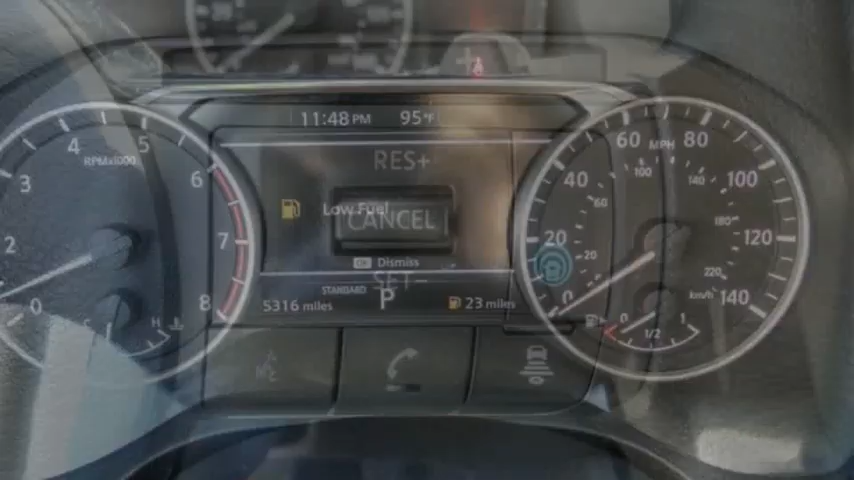 11:48 PM 95°F
RES+
Low Fuel
CANCEL
OK Dismiss
SET-
STANDARD
5316 miles P 23 miles
RPMx1000
0 2 3 4 5 6 7 8
H
MPH
0 20 40 60 80 100 120 140
20 60 100 140 180 220
km/h
0 1/2 1